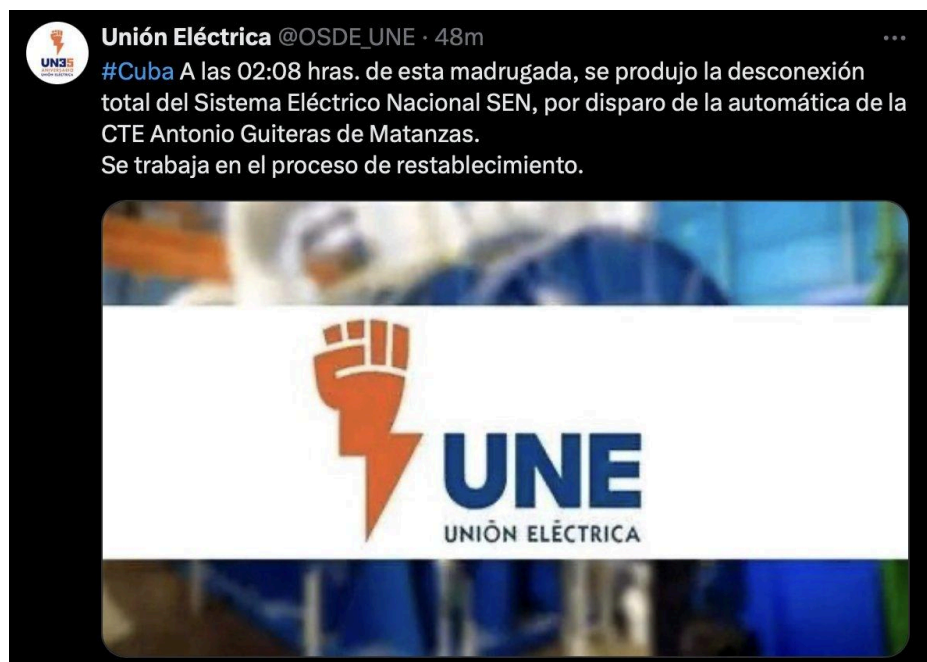 Unión Eléctrica @OSDE_UNE · 48m
#Cuba A las 02:08 hras. de esta madrugada, se produjo la desconexión
total del Sistema Eléctrico Nacional SEN, por disparo de la automática de la
CTE Antonio Guiteras de Matanzas.
Se trabaja en el proceso de restablecimiento.
UNE
UNIÓN ELÉCTRICA